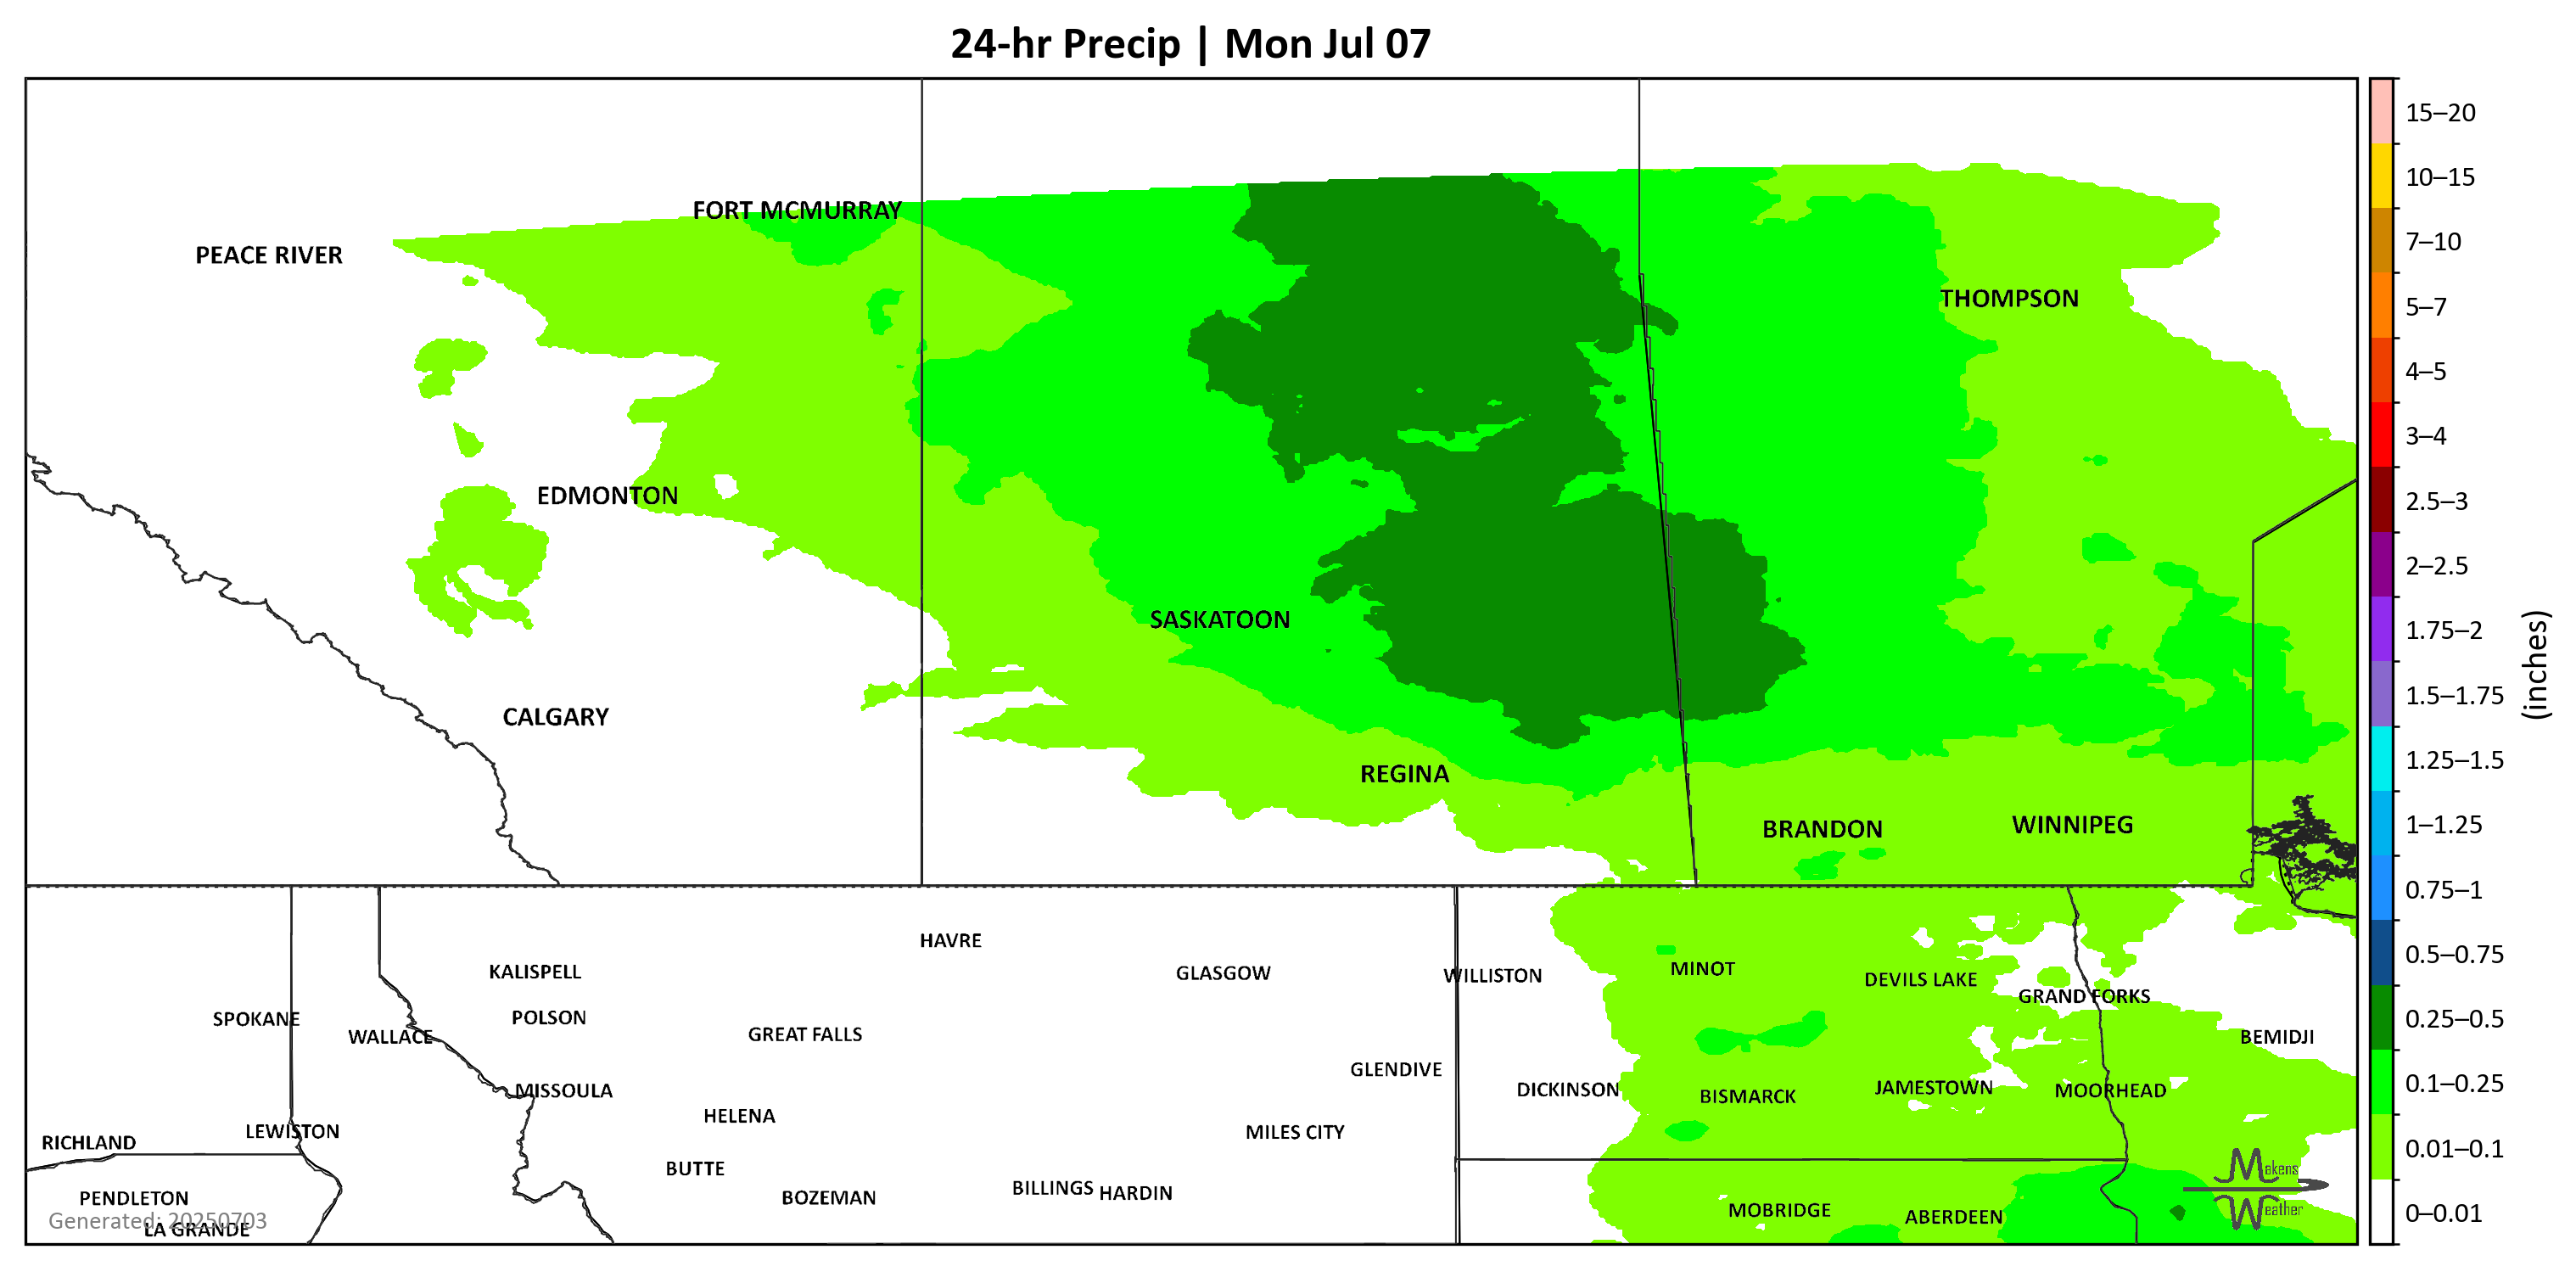 24-hr Precip | Mon Jul 07
15–20
10–15
7–10
5–7
4–5
3–4
2.5–3
2–2.5
1.75–2
1.5–1.75
1.25–1.5
1–1.25
0.75–1
0.5–0.75
0.25–0.5
0.1–0.25
0.01–0.1
0–0.01
(inches)
FORT MCMURRAY
PEACE RIVER
THOMPSON
EDMONTON
SASKATOON
CALGARY
REGINA
BRANDON
WINNIPEG
HAVRE
KALISPELL
GLASGOW
WILLISTON
MINOT
DEVILS LAKE
GRAND FORKS
SPOKANE
WALLACE
POLSON
GREAT FALLS
BEMIDJI
GLENDIVE
MISSOULA
DICKINSON
BISMARCK
JAMESTOWN
MOORHEAD
HELENA
LEWISTON
MILES CITY
RICHLAND
BUTTE
BILLINGS
HARDIN
PENDLETON
BOZEMAN
MOBRIDGE
ABERDEEN
Generated: 20250703
LA GRANDE
Makens
Weather